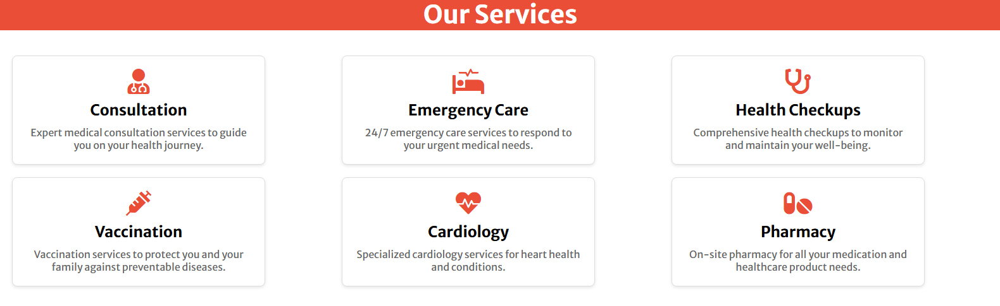 Our Services
Consultation
Expert medical consultation services to guide
you on your health journey.
Emergency Care
24/7 emergency care services to respond to
your urgent medical needs.
Health Checkups
Comprehensive health checkups to monitor
and maintain your well-being.
Vaccination
Vaccination services to protect you and your
family against preventable diseases.
Cardiology
Specialized cardiology services for heart health
and conditions.
Pharmacy
On-site pharmacy for all your medication and
healthcare product needs.